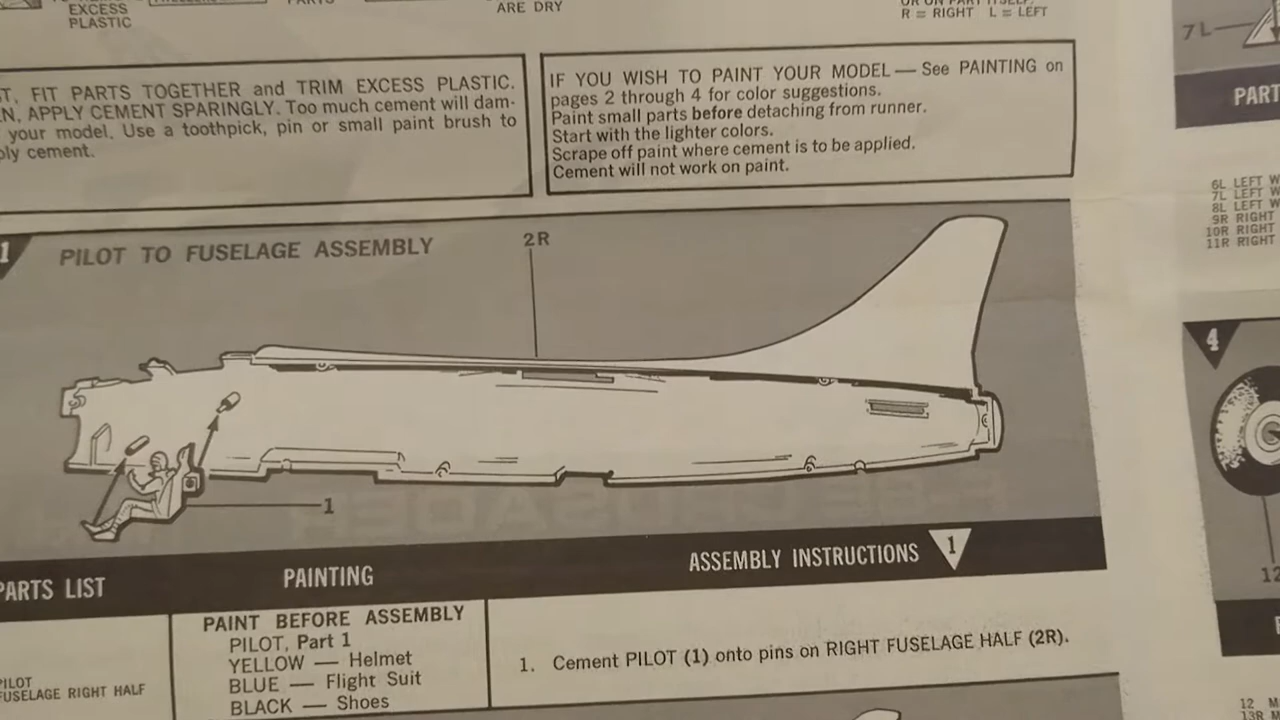 EXCESS
PLASTIC
ARE DRY
R = RIGHT L = LEFT
FIT PARTS TOGETHER and TRIM EXCESS PLASTIC.
APPLY CEMENT SPARINGLY. Too much cement will dam-
your model. Use a toothpick, pin or small paint brush to
cement.
IF YOU WISH TO PAINT YOUR MODEL — See PAINTING on
pages 2 through 4 for color suggestions.
Paint small parts before detaching from runner.
Start with the lighter colors.
Scrape off paint where cement is to be applied.
Cement will not work on paint.
1 PILOT TO FUSELAGE ASSEMBLY
2R
1
PARTS LIST
PAINTING
ASSEMBLY INSTRUCTIONS 1
PILOT
FUSELAGE RIGHT HALF
PAINT BEFORE ASSEMBLY
PILOT, Part 1
YELLOW — Helmet
BLUE — Flight Suit
BLACK — Shoes
1. Cement PILOT (1) onto pins on RIGHT FUSELAGE HALF (2R).
7L
PART
6L LEFT W
7L LEFT W
8L LEFT W
9R RIGHT
10R RIGHT
11R RIGHT
4
12
12 M
13R M